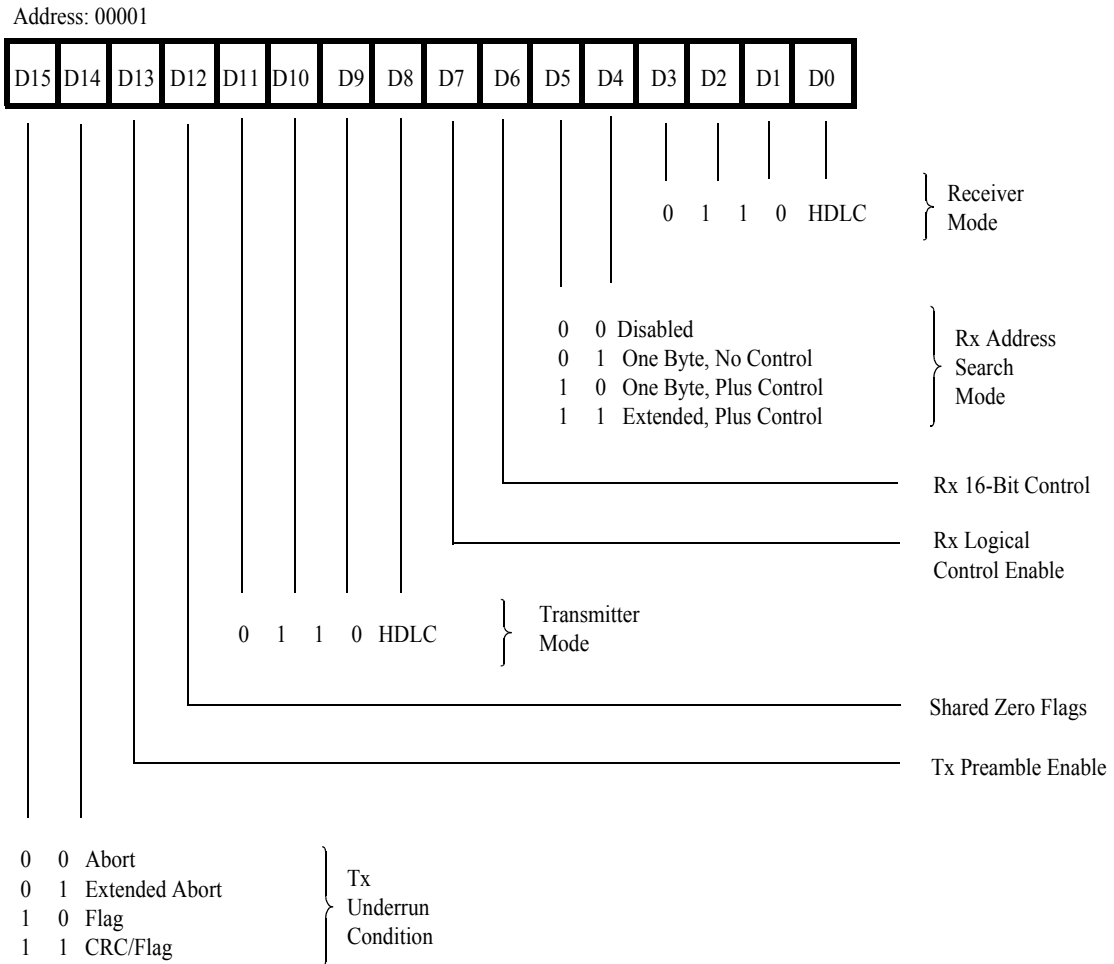 Address: 00001
D15 D14 D13 D12 D11 D10 D9 D8 D7 D6 D5 D4 D3 D2 D1 D0
0 1 1 0 HDLC
Receiver
Mode
0 0 Disabled
0 1 One Byte, No Control
1 0 One Byte, Plus Control
1 1 Extended, Plus Control
Rx Address
Search
Mode
Rx 16-Bit Control
Rx Logical
Control Enable
0 1 1 0 HDLC
Transmitter
Mode
Shared Zero Flags
Tx Preamble Enable
0 0 Abort
0 1 Extended Abort
1 0 Flag
1 1 CRC/Flag
Tx
Underrun
Condition